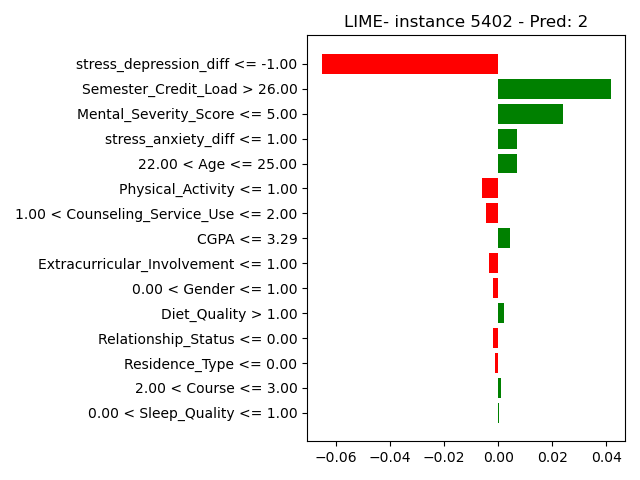 LIME- instance 5402 - Pred: 2
stress_depression_diff <= -1.00
Semester_Credit_Load > 26.00
Mental_Severity_Score <= 5.00
stress_anxiety_diff <= 1.00
22.00 < Age <= 25.00
Physical_Activity <= 1.00
1.00 < Counseling_Service_Use <= 2.00
CGPA <= 3.29
Extracurricular_Involvement <= 1.00
0.00 < Gender <= 1.00
Diet_Quality > 1.00
Relationship_Status <= 0.00
Residence_Type <= 0.00
2.00 < Course <= 3.00
0.00 < Sleep_Quality <= 1.00
−0.06 −0.04 −0.02 0.00 0.02 0.04